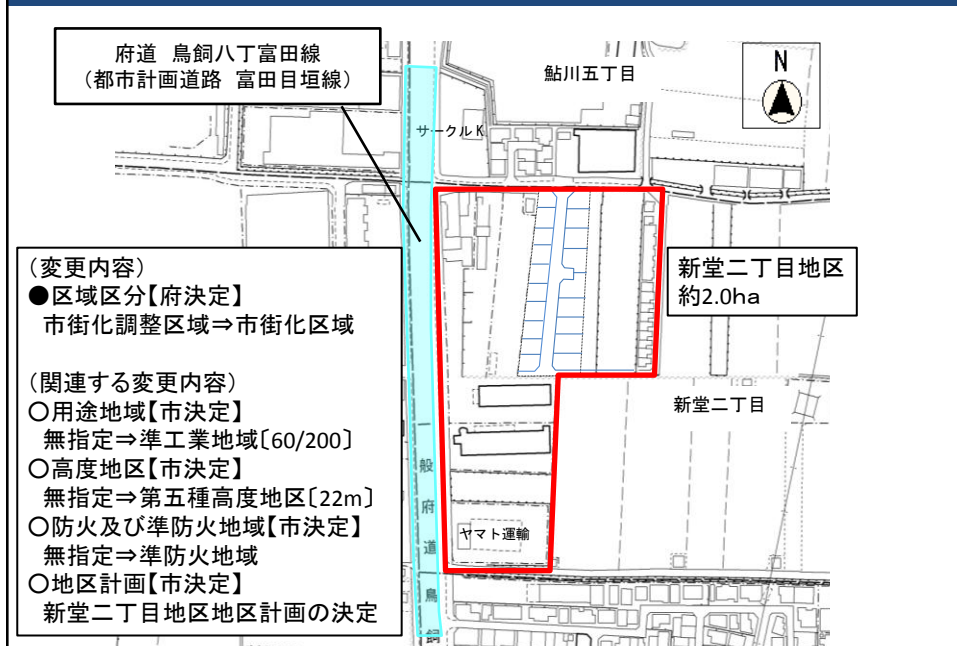 府道 鳥飼八丁富田線
（都市計画道路 富田目垣線）
鮎川五丁目
N
サークルK
（変更内容）
●区域区分【府決定】
市街化調整区域⇒市街化区域
（関連する変更内容）
〇用途地域【市決定】
無指定⇒準工業地域〔60/200〕
〇高度地区【市決定】
無指定⇒第五種高度地区〔22m〕
〇防火及び準防火地域【市決定】
無指定⇒準防火地域
〇地区計画【市決定】
新堂二丁目地区地区計画の決定
新堂二丁目地区
約2.0ha
新堂二丁目
ヤマト運輸
般府道鳥飼